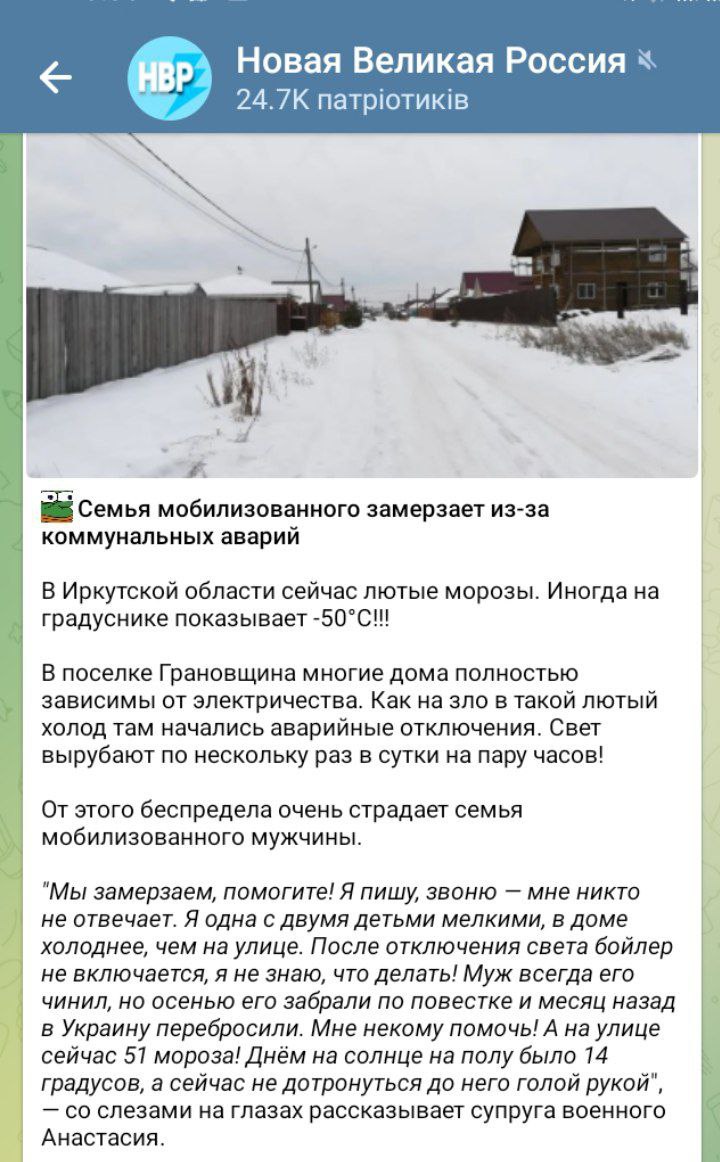 Новая Великая Россия
НВР
24.7K патріотиків
Семья мобилизованного замерзает из-за
коммунальных аварий
В Иркутской области сейчас лютые морозы. Иногда на
градуснике показывает -50°C!!!
В поселке Грановщина многие дома полностью
зависимы от электричества. Как на зло в такой лютый
холод там начались аварийные отключения. Свет
вырубают по нескольку раз в сутки на пару часов!
От этого беспредела очень страдает семья
мобилизованного мужчины.
"Мы замерзаем, помогите! Я пишу, звоню — мне никто
не отвечает. Я одна с двумя детьми мелкими, в доме
холоднее, чем на улице. После отключения света бойлер
не включается, я не знаю, что делать! Муж всегда его
чинил, но осенью его забрали по повестке и месяц назад
в Украину перебросили. Мне некому помочь! А на улице
сейчас 51 мороза! Днём на солнце на полу было 14
градусов, а сейчас не дотронуться до него голой рукой",
— со слезами на глазах рассказывает супруга военного
Анастасия.